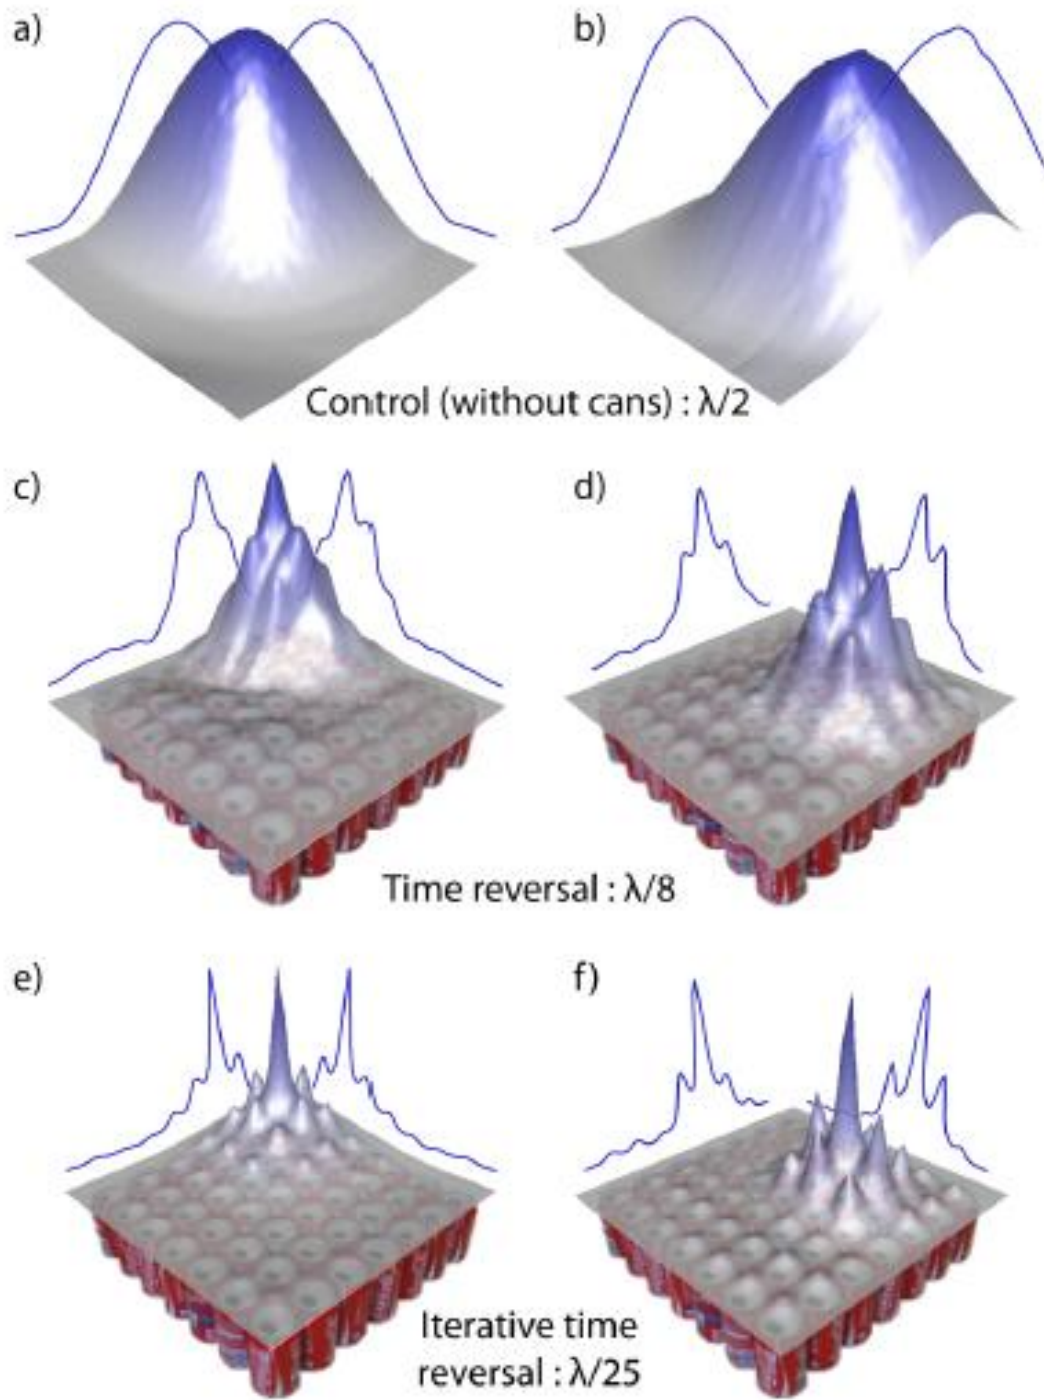 a)
b)
Control (without cans) : λ/2
c)
d)
Time reversal : λ/8
e)
f)
Iterative time
reversal : λ/25